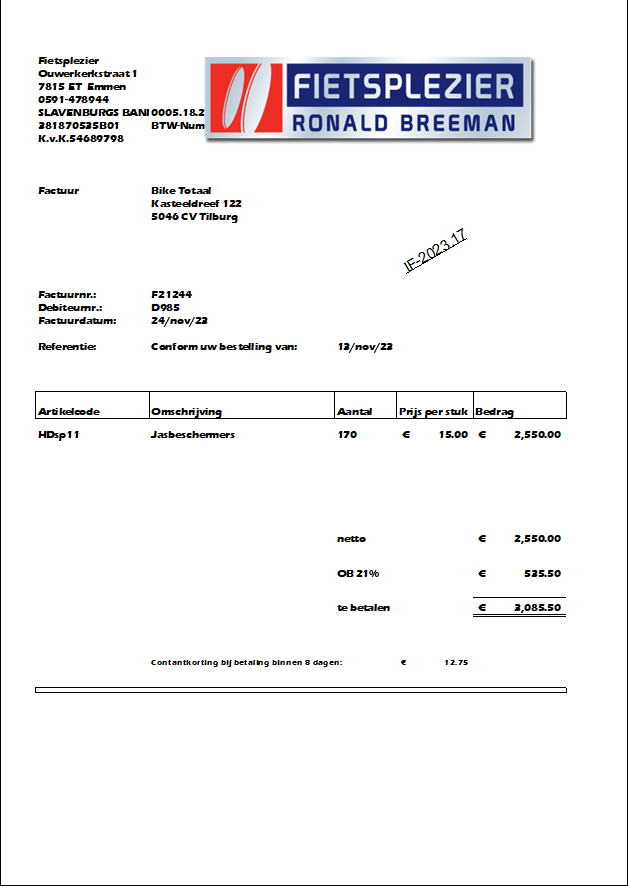 Fietsplezier
Ouwerkerkstraat 1
7815 ET Emmen
0591-478944
SLAVENBURGS BANI 0005.18.2
381870535B01 BTW-Num
K.v.K.54689798
FIETSPLEZIER
RONALD BREEMAN
Factuur Bike Totaal
Kasteeldreef 122
5046 CV Tilburg
IF-2023.17
Factuurnr.: F21244
Debiteurnr.: D985
Factuurdatum: 24/nov/23
Referentie: Conform uw bestelling van: 13/nov/23
Artikelcode Omschrijving Aantal Prijs per stuk Bedrag
HDsp11 Jasbeschermers 170 € 15.00 € 2,550.00
netto € 2,550.00
OB 21% € 535.50
te betalen € 3,085.50
Contantkorting bij betaling binnen 8 dagen: € 12.75